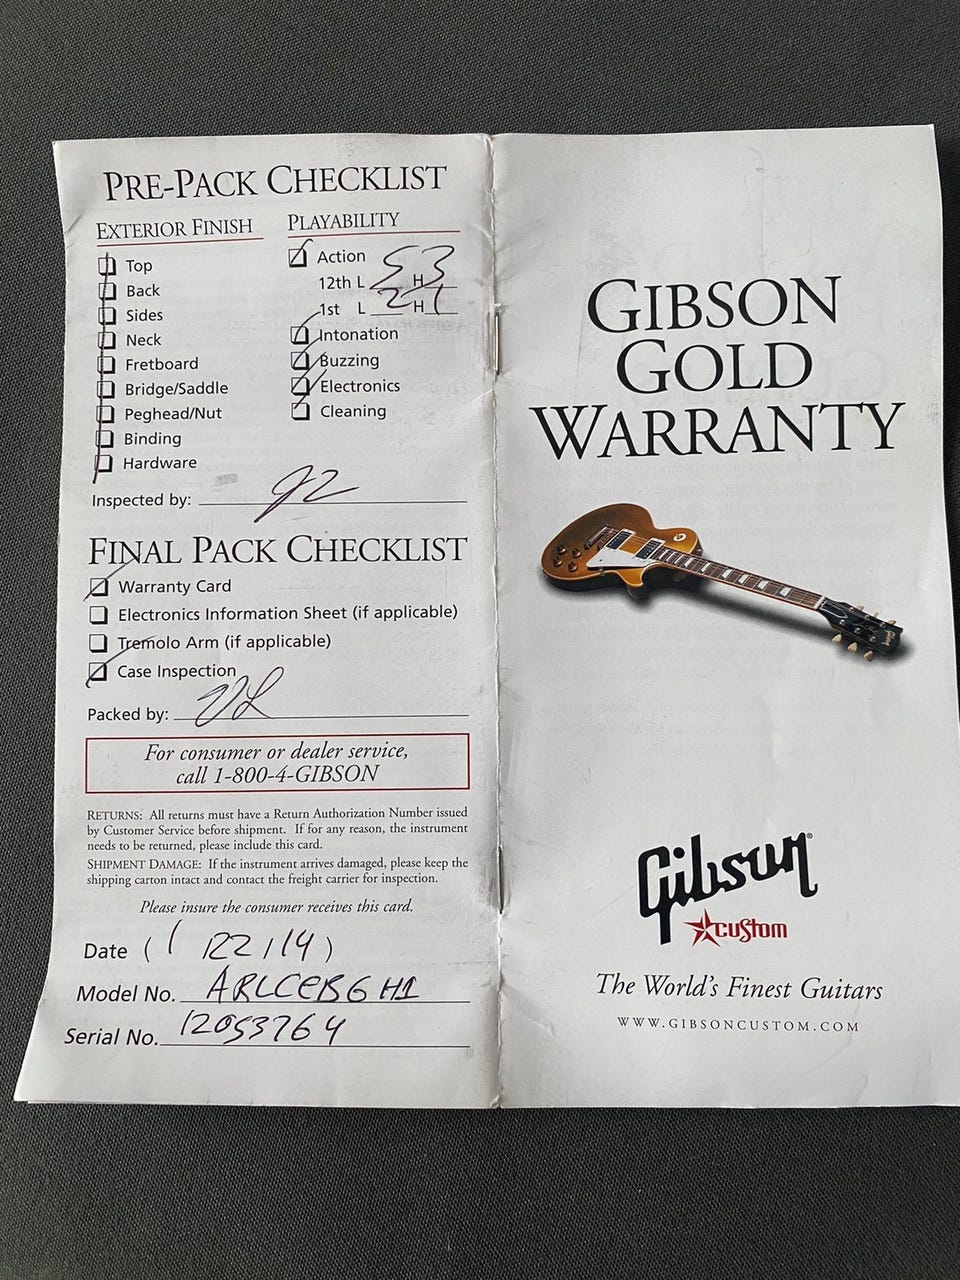 PRE-PACK CHECKLIST
EXTERIOR FINISH
Top
Back
Sides
Neck
Fretboard
Bridge/Saddle
Peghead/Nut
Binding
Hardware
PLAYABILITY
Action
12th L 5 H 3
1st L 2 H 1
Intonation
Buzzing
Electronics
Cleaning
Inspected by:
FINAL PACK CHECKLIST
Warranty Card
Electronics Information Sheet (if applicable)
Tremolo Arm (if applicable)
Case Inspection
Packed by:
For consumer or dealer service,
call 1-800-4-GIBSON
RETURNS: All returns must have a Return Authorization Number issued
by Customer Service before shipment. If for any reason, the instrument
needs to be returned, please include this card.
SHIPMENT DAMAGE: If the instrument arrives damaged, please keep the
shipping carton intact and contact the freight carrier for inspection.
Please insure the consumer receives this card.
Date ( / 22 / 14 )
Model No.
Serial No.
GIBSON
GOLD
WARRANTY
Gibson
CUSTOM
The World's Finest Guitars
WWW.GIBSONCUSTOM.COM